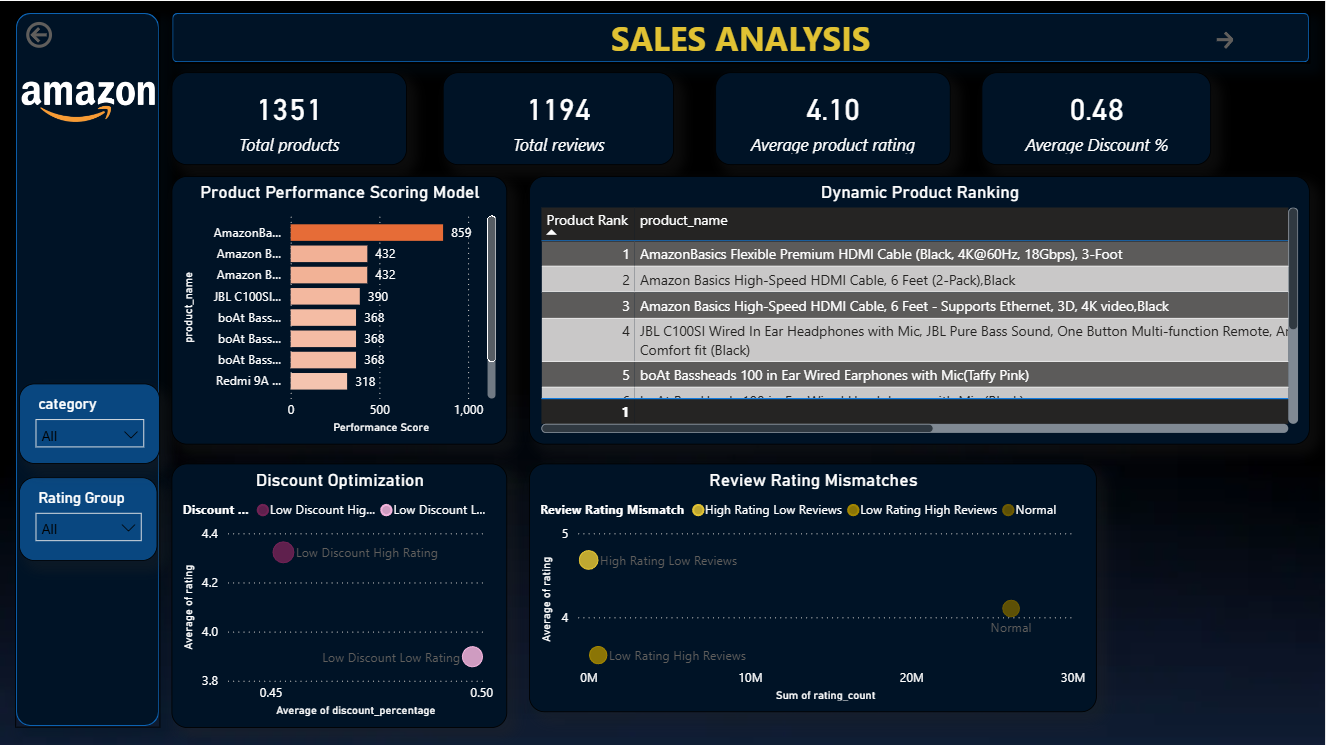 SALES ANALYSIS
amazon
1351
Total products
1194
Total reviews
4.10
Average product rating
0.48
Average Discount %
Product Performance Scoring Model
product_name
AmazonBa... 859
Amazon B... 432
Amazon B... 432
JBL C100SI... 390
boAt Bass... 368
boAt Bass... 368
boAt Bass... 368
Redmi 9A ... 318
0 500 1,000
Performance Score
Dynamic Product Ranking
Product Rank product_name
1 AmazonBasics Flexible Premium HDMI Cable (Black, 4K@60Hz, 18Gbps), 3-Foot
2 Amazon Basics High-Speed HDMI Cable, 6 Feet (2-Pack),Black
3 Amazon Basics High-Speed HDMI Cable, 6 Feet - Supports Ethernet, 3D, 4K video,Black
4 JBL C100SI Wired In Ear Headphones with Mic, JBL Pure Bass Sound, One Button Multi-function Remote,
Comfort fit (Black)
5 boAt Bassheads 100 in Ear Wired Earphones with Mic(Taffy Pink)
1
category
All
Rating Group
All
Discount Optimization
Discount ... Low Discount Hig... Low Discount L...
Average of rating
4.4
Low Discount High Rating
4.2
4.0
Low Discount Low Rating
3.8
0.45 0.50
Average of discount_percentage
Review Rating Mismatches
Review Rating Mismatch High Rating Low Reviews Low Rating High Reviews Normal
Average of rating
5
High Rating Low Reviews
4
Normal
Low Rating High Reviews
0M 10M 20M 30M
Sum of rating_count